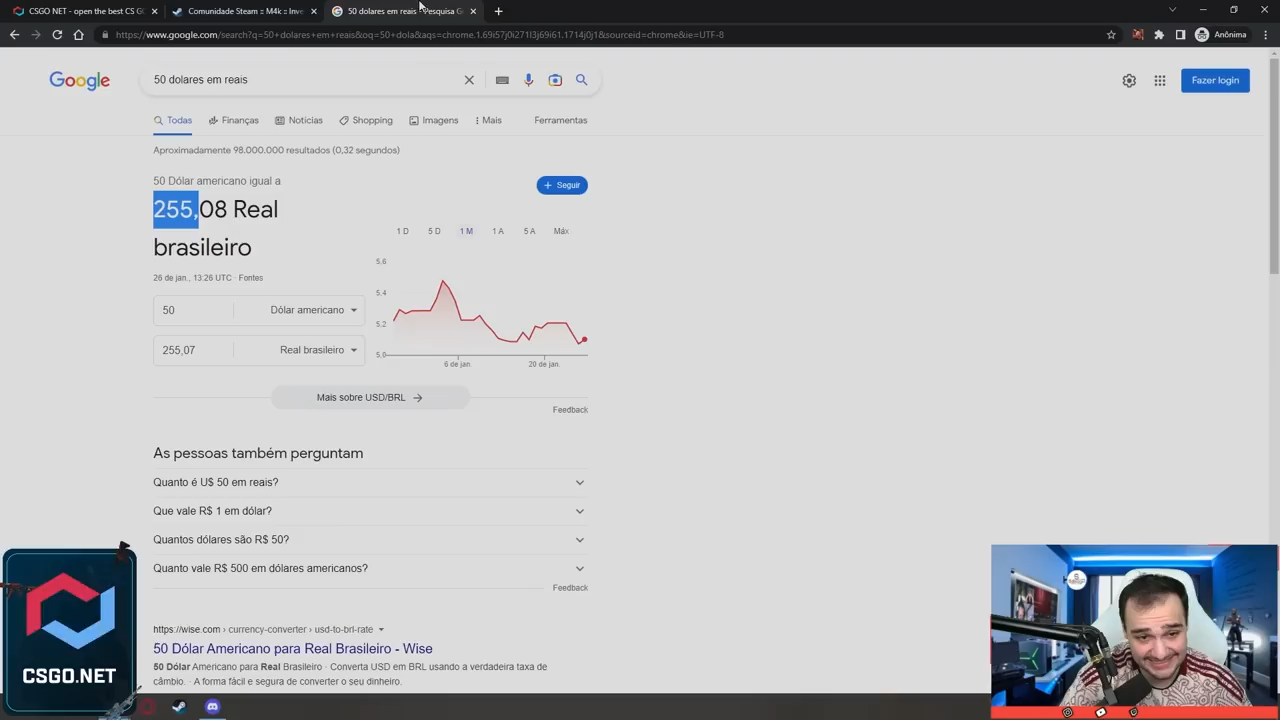 CSGO NET - open the best CS G
Comunidade Steam :: M4k :: Inve
50 dolares em reais - Pesquisa G
https://www.google.com/search?q=50+dolares+em+reais&oq=50+dola&aqs=chrome.1.69i57j0i271l3j69i61.1714j0j1&sourceid=chrome&ie=UTF-8
Anônima
Google
50 dolares em reais
Fazer login
Todas
Finanças
Notícias
Shopping
Imagens
Mais
Ferramentas
Aproximadamente 98.000.000 resultados (0,32 segundos)
50 Dólar americano igual a
255,08 Real
brasileiro
26 de jan., 13:26 UTC · Fontes
50 Dólar americano
255,07 Real brasileiro
+ Seguir
1 D 5 D 1 M 1 A 5 A Máx
5,6
5,4
5,2
5,0
6 de jan. 20 de jan.
Mais sobre USD/BRL
Feedback
As pessoas também perguntam
Quanto é U$ 50 em reais?
Que vale R$ 1 em dólar?
Quantos dólares são R$ 50?
Quanto vale R$ 500 em dólares americanos?
Feedback
https://wise.com › currency-converter › usd-to-brl-rate
50 Dólar Americano para Real Brasileiro - Wise
50 Dólar Americano para Real Brasileiro · Converta USD em BRL usando a verdadeira taxa de
câmbio. · A forma fácil e segura de converter o seu dinheiro.
CSGO.NET